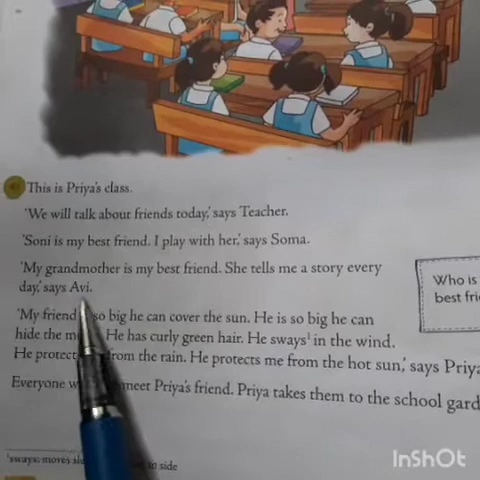 This is Priya's class.
'We will talk about friends today,' says Teacher.
'Soni is my best friend. I play with her,' says Soma.
'My grandmother is my best friend. She tells me a story every
day,' says Avi.
Who is
best fri
'My friend so big he can cover the sun. He is so big he can
hide the He has curly green hair. He sways¹ in the wind.
He protect from the rain. He protects me from the hot sun,' says Priya
Everyone meet Priya's friend. Priya takes them to the school gard
¹sways: moves to side
InShOt